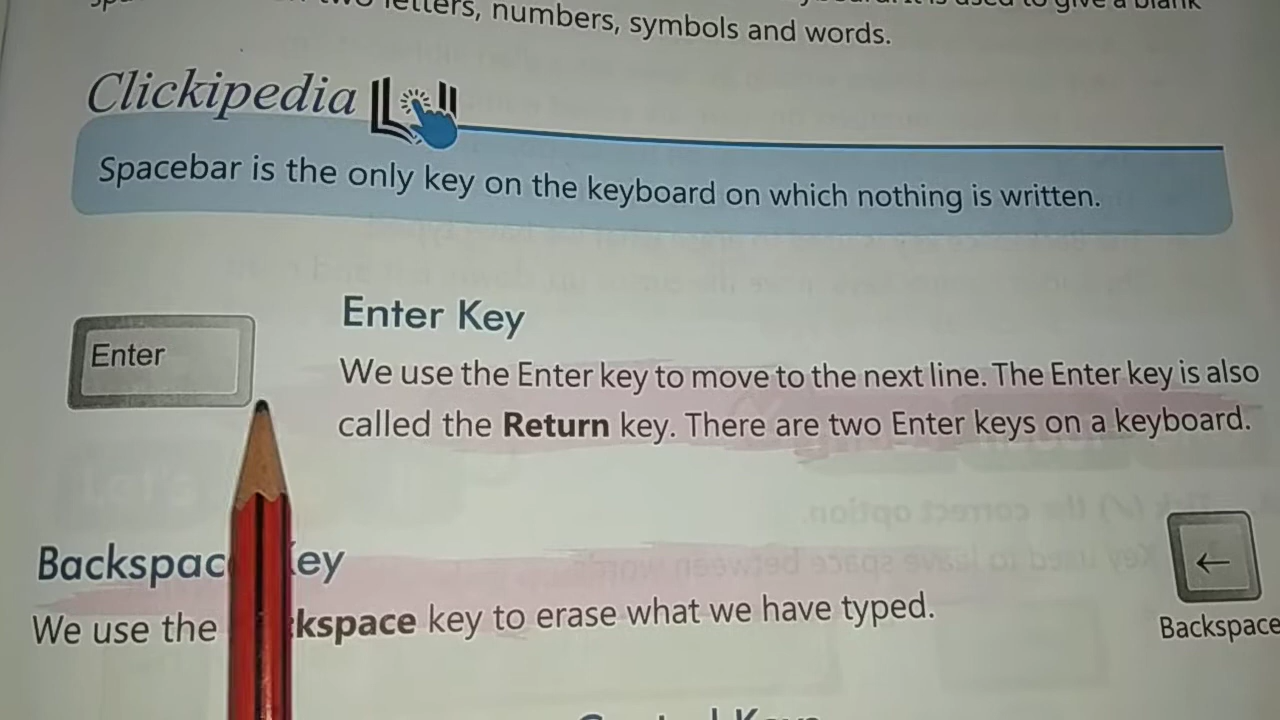 letters, numbers, symbols and words.
Clickipedia
Spacebar is the only key on the keyboard on which nothing is written.
Enter
Enter Key
We use the Enter key to move to the next line. The Enter key is also
called the Return key. There are two Enter keys on a keyboard.
Backspac ey
We use the kspace key to erase what we have typed.
←
Backspace